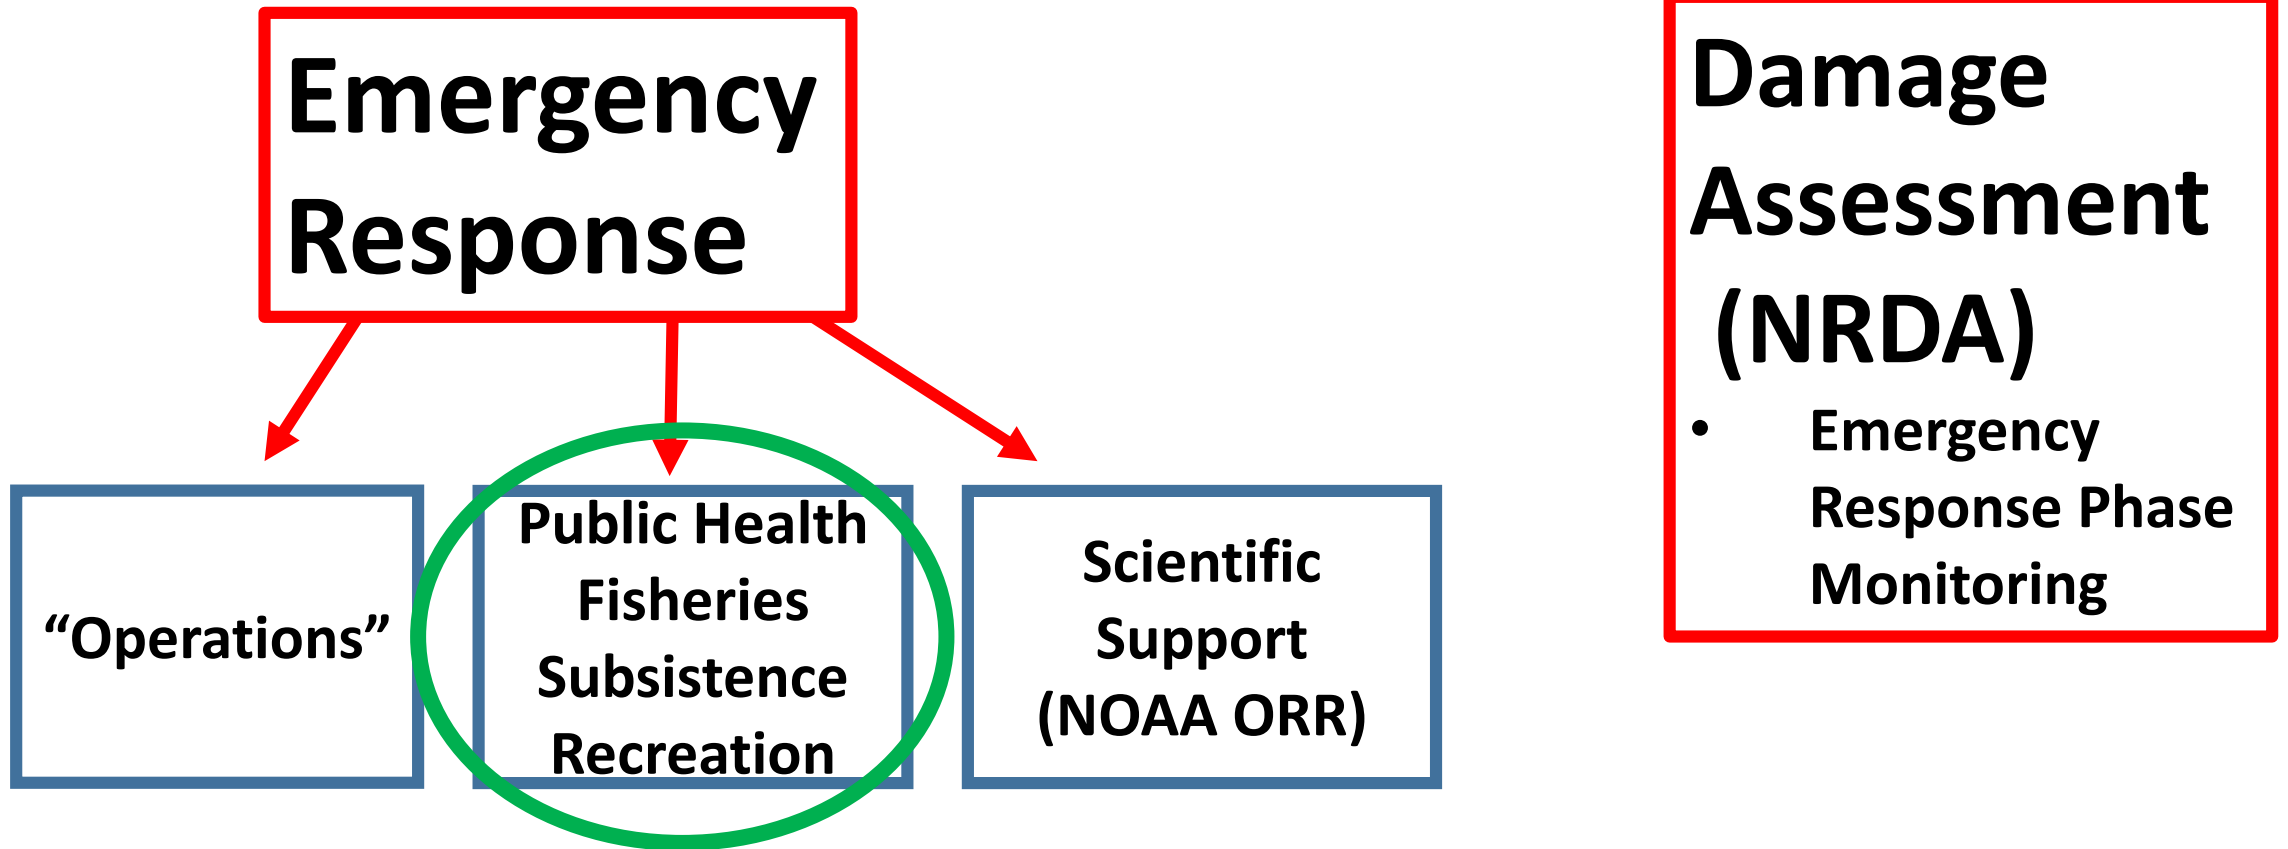 Emergency
Response
“Operations”
Public Health
Fisheries
Subsistence
Recreation
Scientific
Support
(NOAA ORR)
Damage
Assessment
(NRDA)
• Emergency
Response Phase
Monitoring